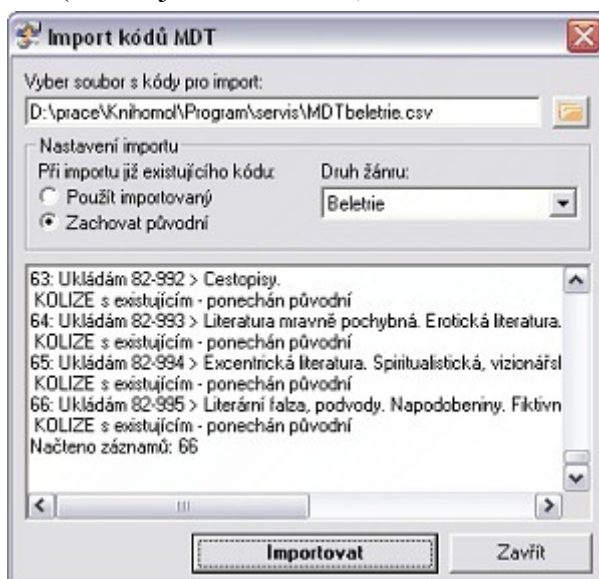 Import kódů MDT
Vyber soubor s kódy pro import:
D:\prace\Knihomol\Program\servis\MDTbeletrie.csv
Nastavení importu
Při importu již existujícího kódu:
Druh žánru:
Použít importovaný
Beletrie
Zachovat původní
63: Ukládám 82-992 > Cestopisy.
KOLIZE s existujícím - ponechán původní
64: Ukládám 82-993 > Literatura mravně pochybná. Erotická literatura.
KOLIZE s existujícím - ponechán původní
65: Ukládám 82-994 > Excentrická literatura. Spiritualistická, vizionářsl
KOLIZE s existujícím - ponechán původní
66: Ukládám 82-995 > Literární falza, podvody. Napodobeniny. Fiktivn
KOLIZE s existujícím - ponechán původní
Načteno záznamů: 66
Importovat
Zavřít